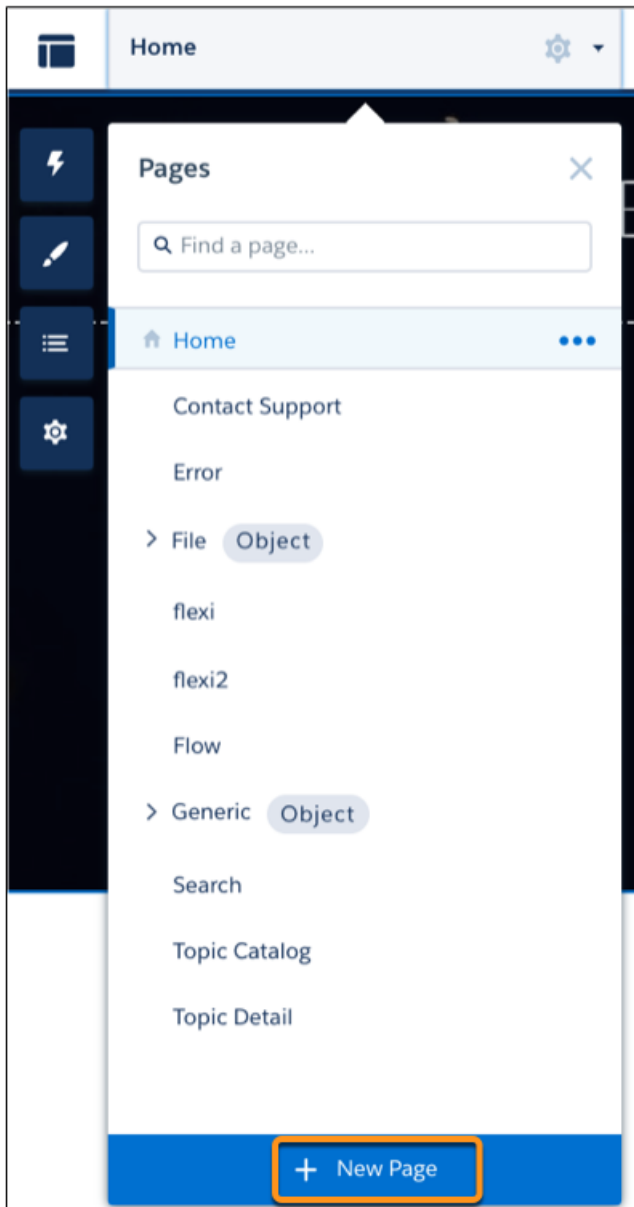 Home
Pages
Find a page...
Home
Contact Support
Error
File Object
flexi
flexi2
Flow
Generic Object
Search
Topic Catalog
Topic Detail
New Page